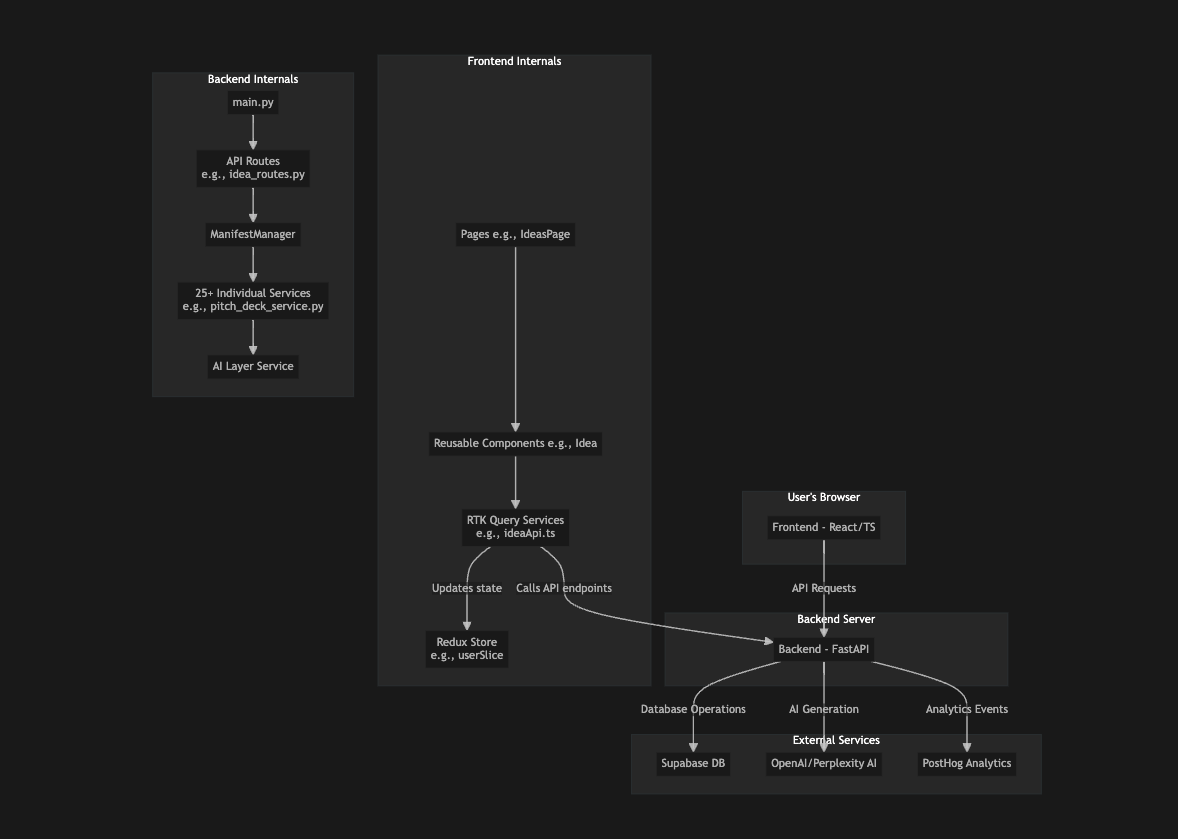 Backend Internals
main.py
API Routes
e.g., idea_routes.py
ManifestManager
25+ Individual Services
e.g., pitch_deck_service.py
AI Layer Service
Frontend Internals
Pages e.g., IdeasPage
Reusable Components e.g., Idea
RTK Query Services
e.g., ideaApi.ts
Updates state
Calls API endpoints
Redux Store
e.g., userSlice
User's Browser
Frontend - React/TS
API Requests
Backend Server
Backend - FastAPI
Database Operations
AI Generation
Analytics Events
External Services
Supabase DB
OpenAI/Perplexity AI
PostHog Analytics